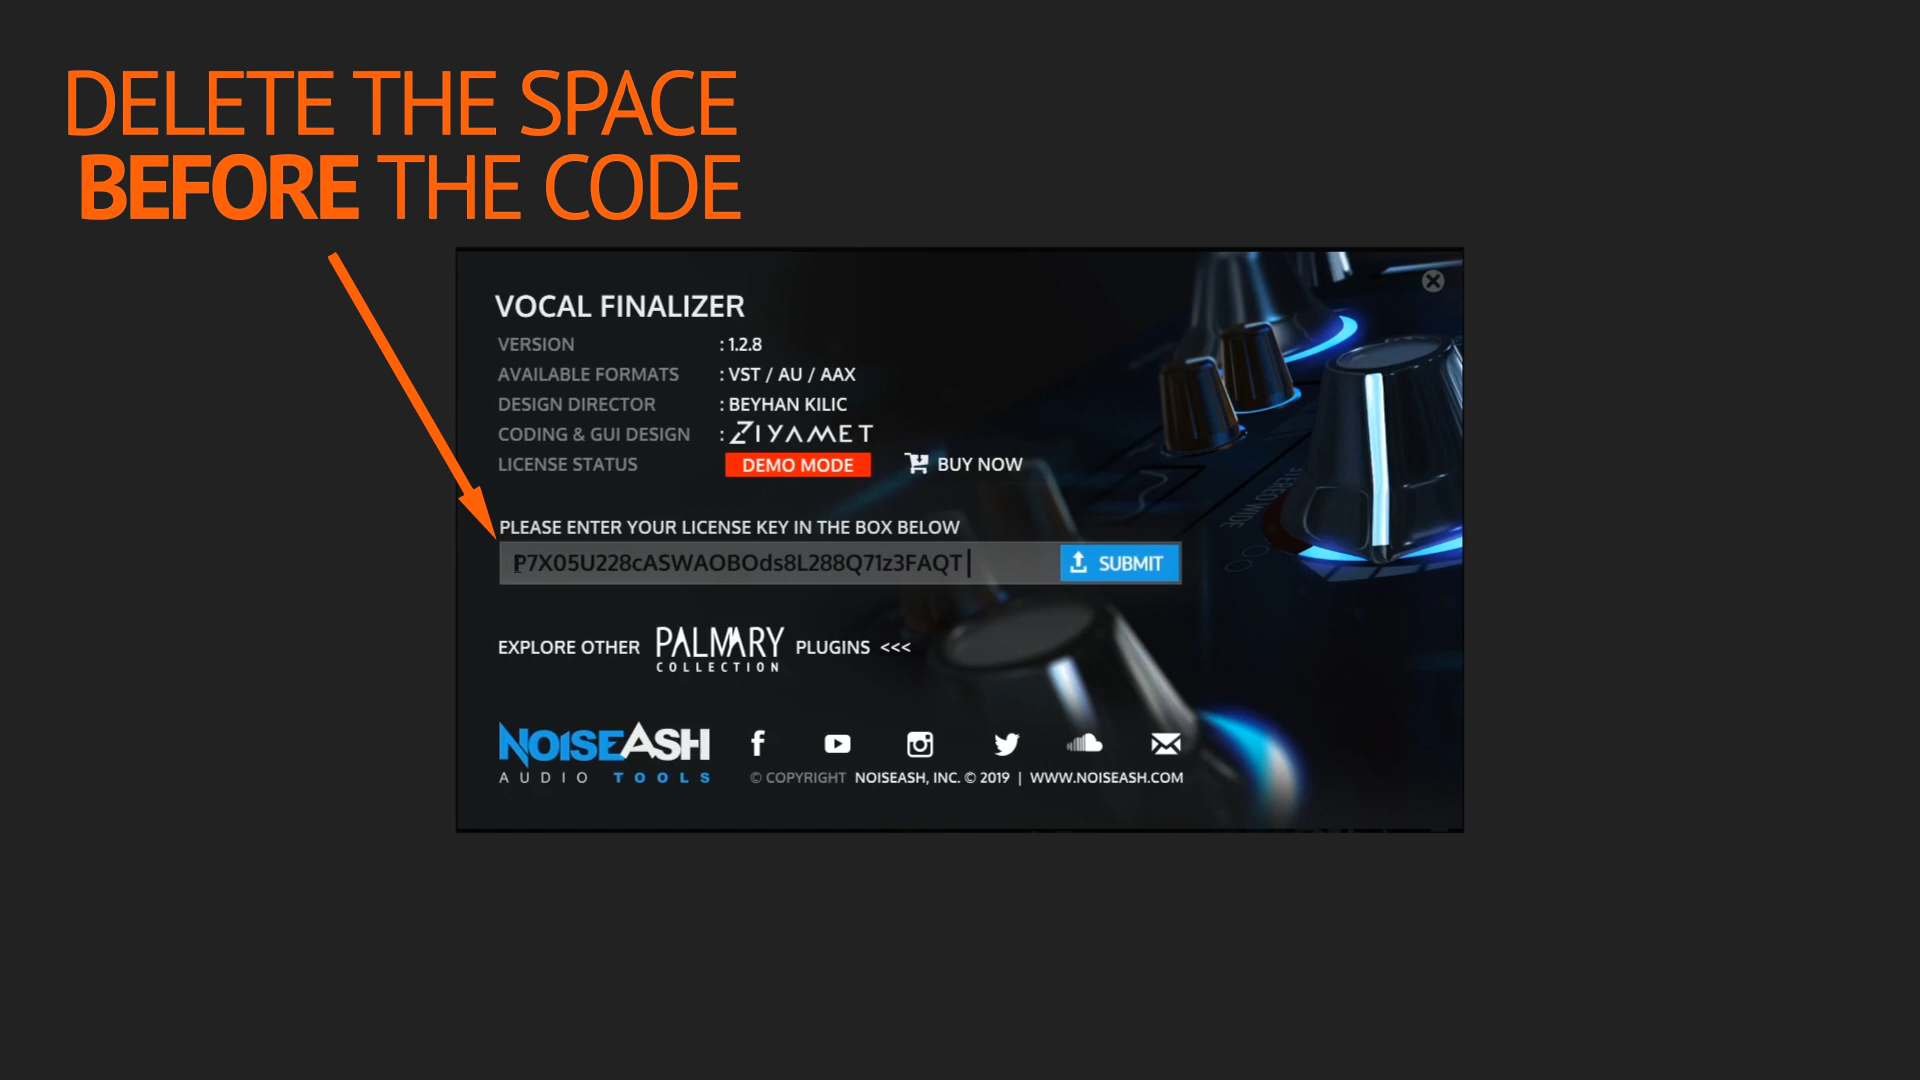 DELETE THE SPACE
BEFORE THE CODE
VOCAL FINALIZER
VERSION : 1.2.8
AVAILABLE FORMATS : VST / AU / AAX
DESIGN DIRECTOR : BEYHAN KILIC
CODING & GUI DESIGN : ZIYAMET
LICENSE STATUS DEMO MODE BUY NOW
PLEASE ENTER YOUR LICENSE KEY IN THE BOX BELOW
P7X05U228cASWAOBOds8L288Q71z3FAQT SUBMIT
EXPLORE OTHER PALMARY COLLECTION PLUGINS <<<
NOISEASH
AUDIO TOOLS
© COPYRIGHT NOISEASH, INC. © 2019 | WWW.NOISEASH.COM
STEREO WIDE